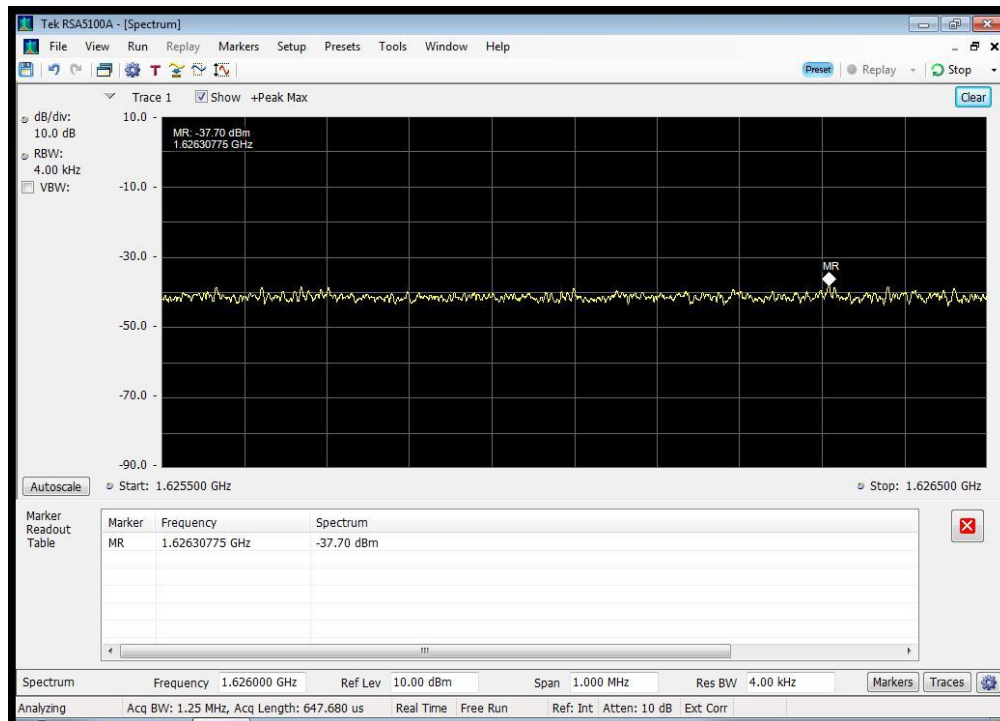 Tek RSA5100A - [Spectrum]
File View Run Replay Markers Setup Presets Tools Window Help
T Preset Replay Stop
Trace 1 Show +Peak Max Clear
dB/div:
10.0 dB
RBW:
4.00 kHz
VBW:
10.0 -
-10.0 -
-30.0 -
-50.0 -
-70.0 -
-90.0 -
MR: -37.70 dBm
1.62630775 GHz
MR
Autoscale Start: 1.625500 GHz Stop: 1.626500 GHz
Marker
Readout
Table
Marker Frequency Spectrum
MR 1.62630775 GHz -37.70 dBm
Spectrum Frequency 1.626000 GHz Ref Lev 10.00 dBm Span 1.000 MHz Res BW 4.00 kHz Markers Traces
Analyzing Acq BW: 1.25 MHz, Acq Length: 647.680 us Real Time Free Run Ref: Int Atten: 10 dB Ext Corr